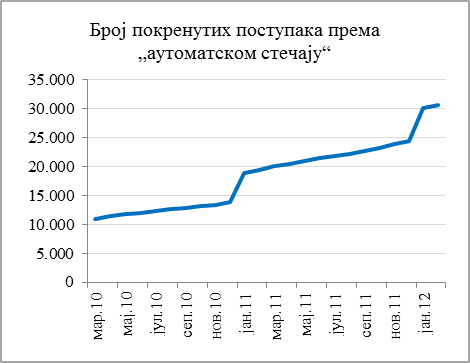 Број покренутих поступака према
„аутоматском стечају“
35.000
30.000
25.000
20.000
15.000
10.000
5.000
0
мар.10
мај.10
јул.10
сеп.10
нов.10
јан.11
мар.11
мај.11
јул.11
сеп.11
нов.11
јан.12